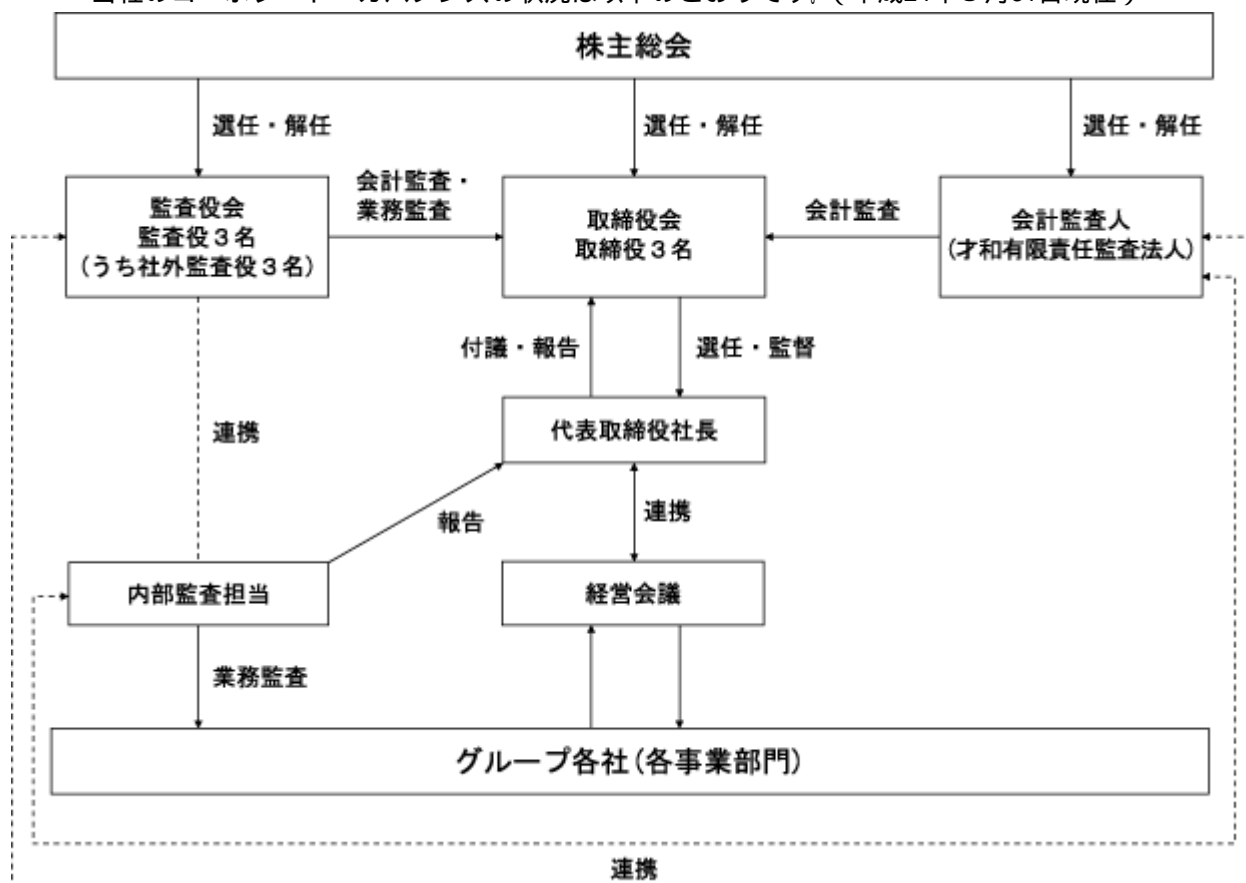 株主総会
選任・解任
選任・解任
選任・解任
監査役会
監査役3名
(うち社外監査役3名)
会計監査・
業務監査
取締役会
取締役3名
会計監査
会計監査人
(才和有限責任監査法人)
付議・報告
選任・監督
連携
代表取締役社長
報告
連携
内部監査担当
経営会議
業務監査
グループ各社(各事業部門)
連携